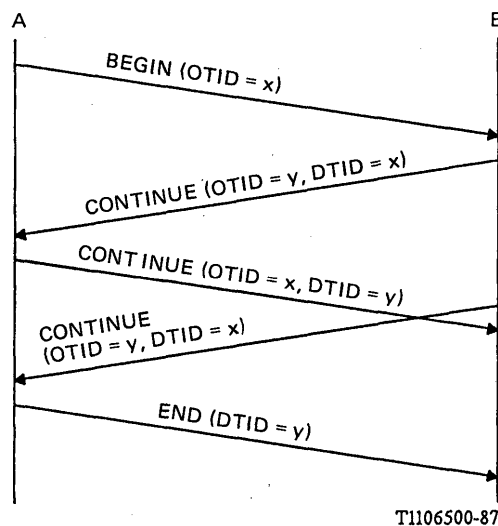 A
BEGIN (OTID = x)
CONTINUE (OTID = y, DTID = x)
CONTINUE (OTID = x, DTID = y)
CONTINUE
(OTID = y, DTID = x)
END (DTID = y)
T1106500-87